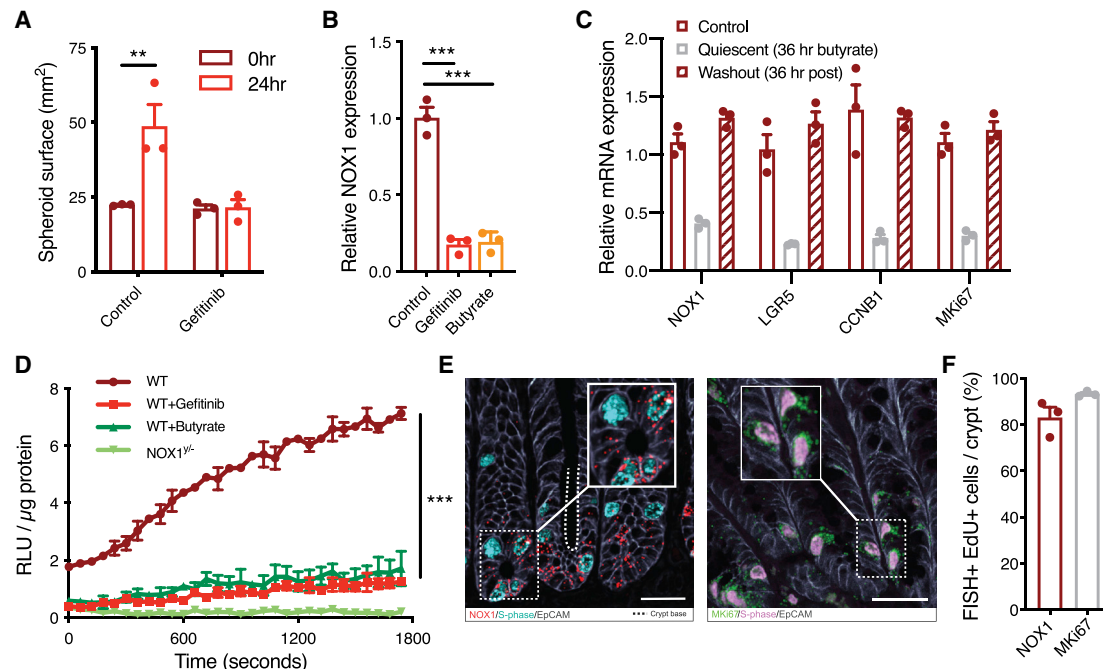 A
Spheroid surface (mm²)
75
50
25
0
**
0hr
24hr
Control
Gefitinib
B
Relative NOX1 expression
1.5
1.0
0.5
0.0
***
***
Control
Gefitinib
Butyrate
C
Relative mRNA expression
2.0
1.5
1.0
0.5
0.0
Control
Quiescent (36 hr butyrate)
Washout (36 hr post)
NOX1
LGR5
CCNB1
MKi67
D
RLU / µg protein
8
6
4
2
0
WT
WT+Gefitinib
WT+Butyrate
NOX1y/-
***
0
600
1200
1800
Time (seconds)
E
NOX1/S-phase/EpCAM
Crypt base
MKi67/S-phase/EpCAM
F
FISH+ EdU+ cells / crypt (%)
100
80
60
40
20
0
NOX1
MKi67